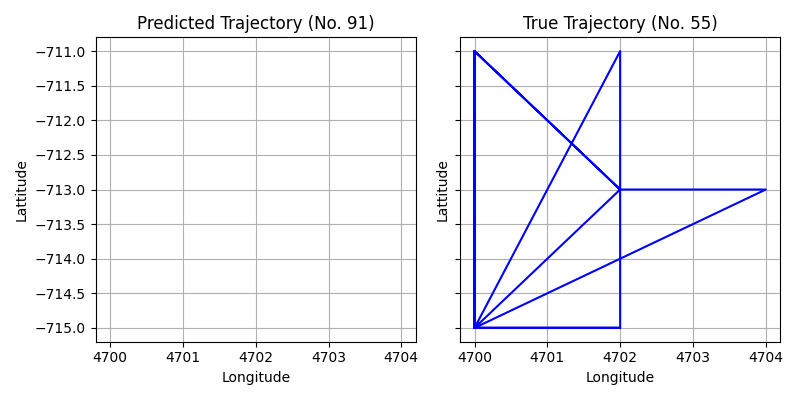 Predicted Trajectory (No. 91)
True Trajectory (No. 55)
−711.0
−711.5
−712.0
−712.5
−713.0
−713.5
−714.0
−714.5
−715.0
Lattitude
4700 4701 4702 4703 4704
Longitude
Lattitude
4700 4701 4702 4703 4704
Longitude